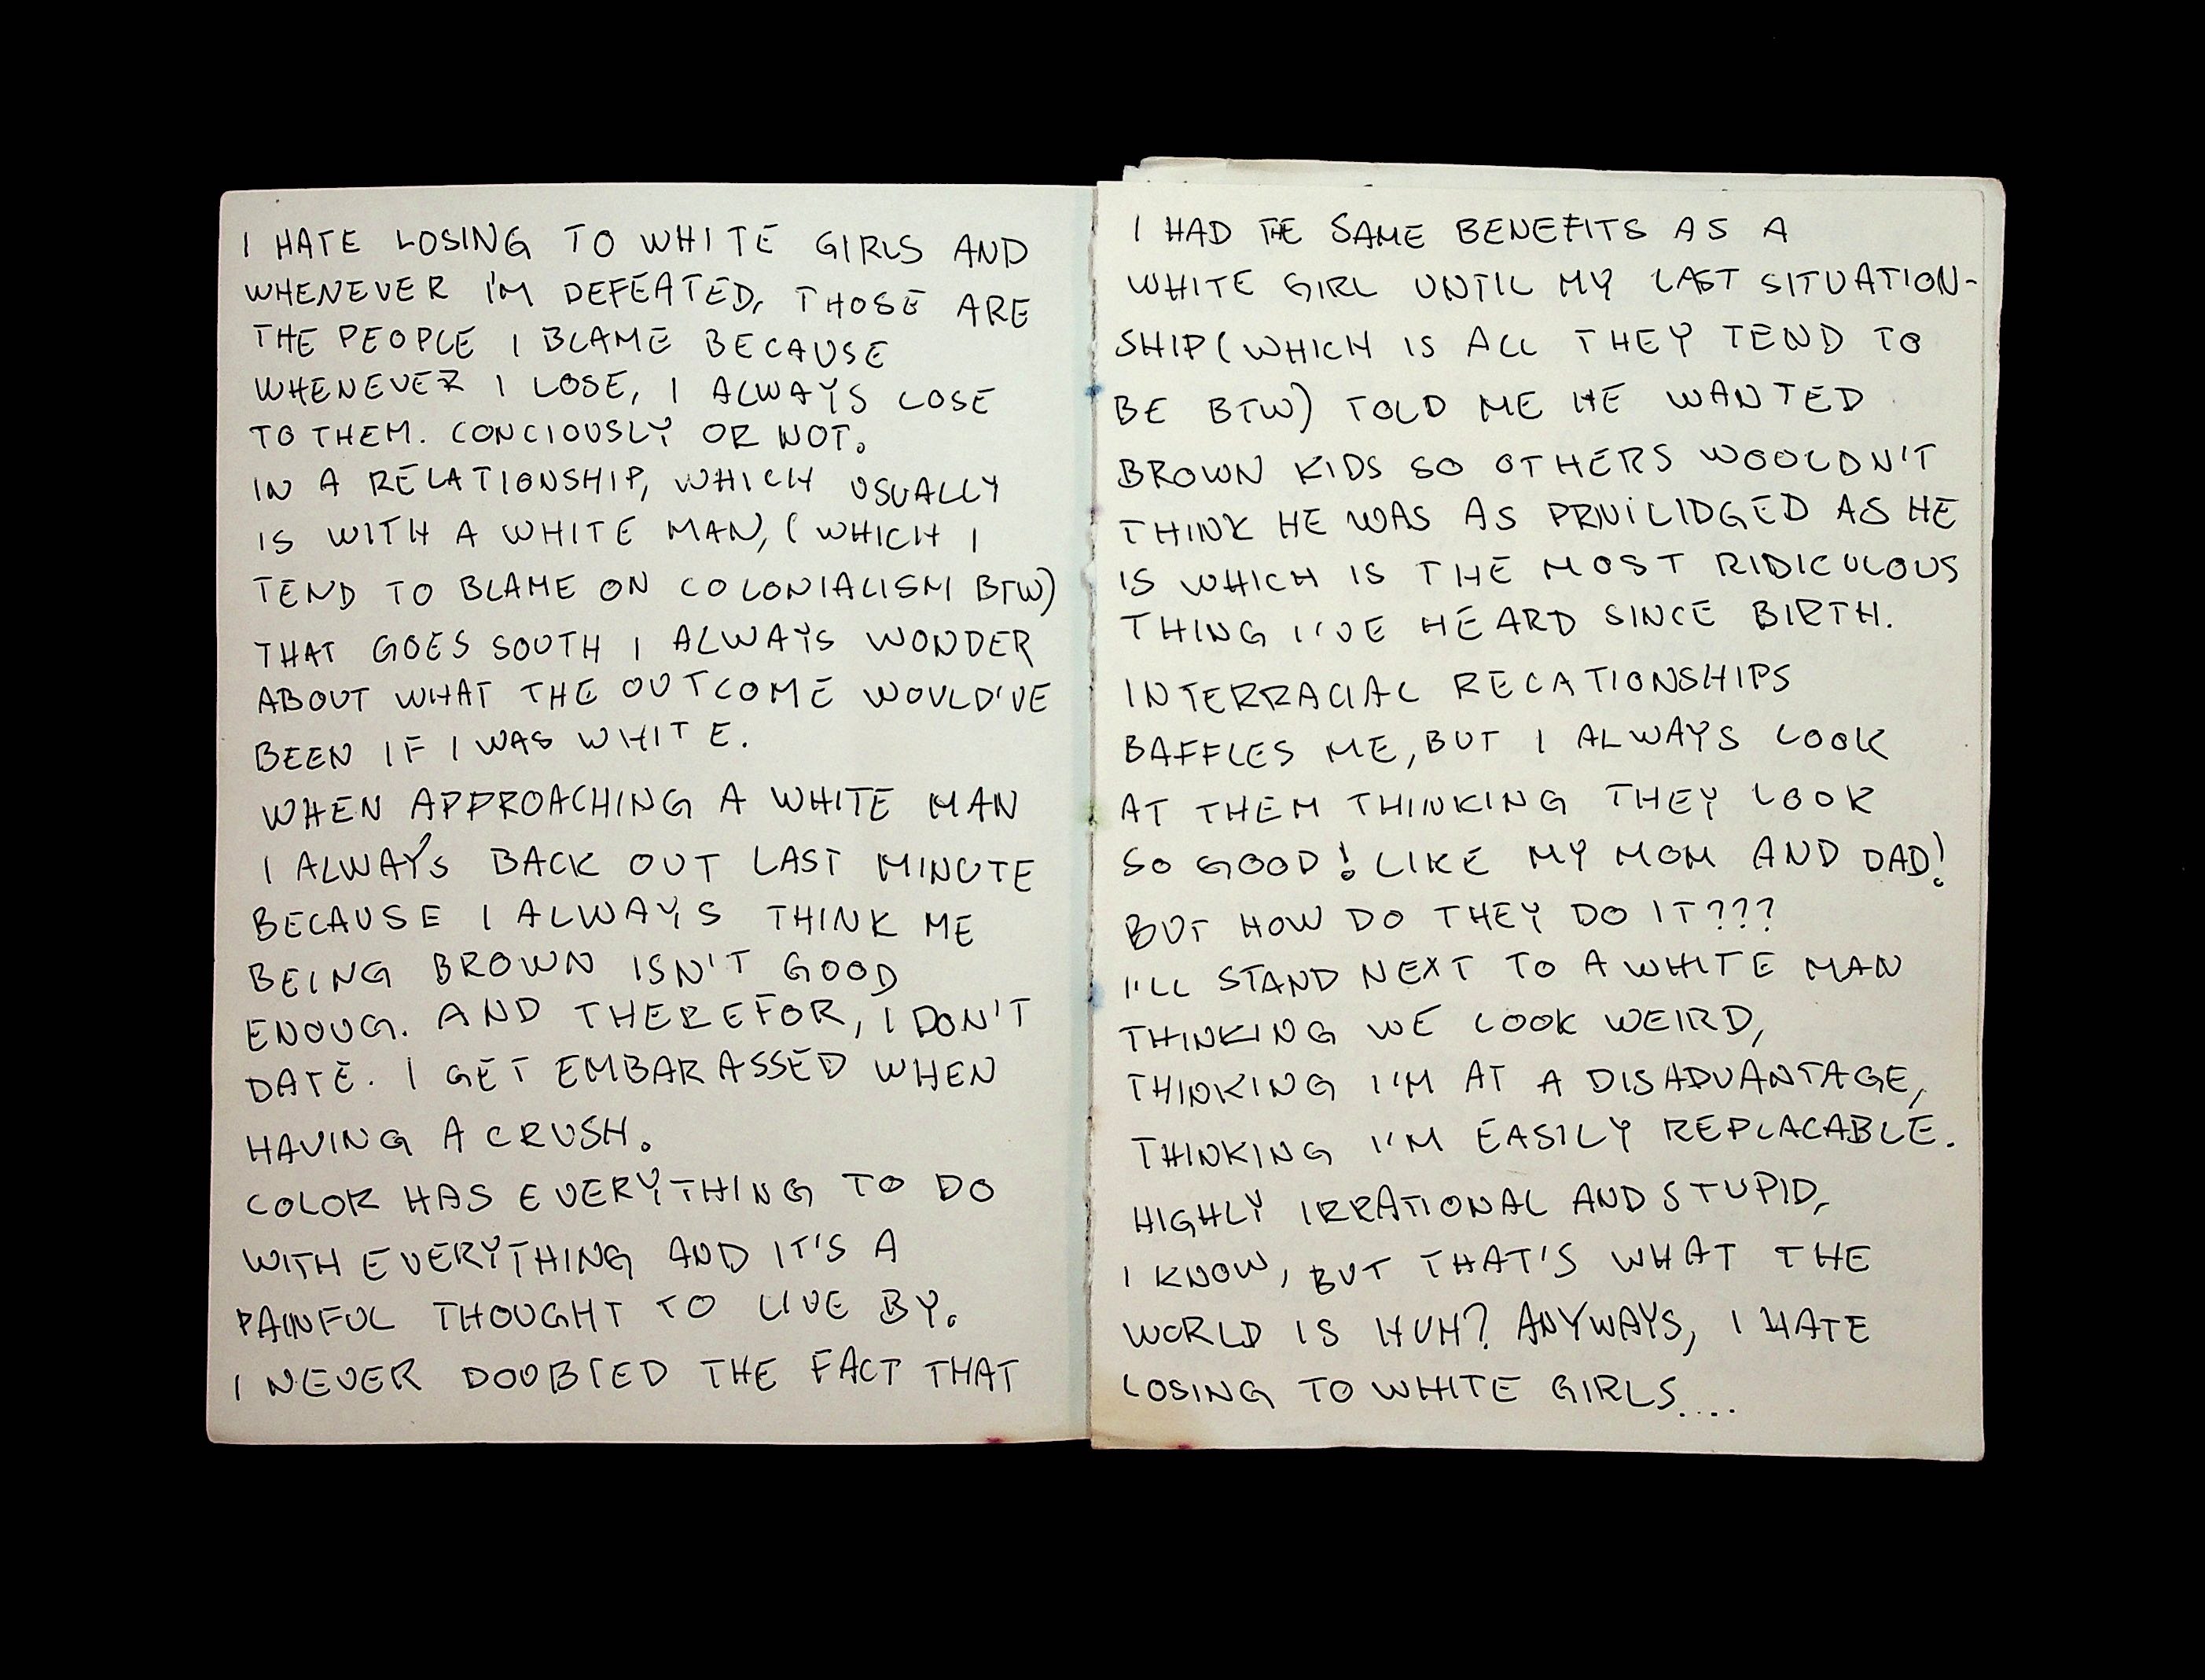 I HATE LOSING TO WHITE GIRLS AND
WHENEVER I'M DEFEATED, THOSE ARE
THE PEOPLE I BLAME BECAUSE
WHENEVER I LOSE, I ALWAYS LOSE
TO THEM. CONCIOUSLY OR NOT.
IN A RELATIONSHIP, WHICH USUALLY
IS WITH A WHITE MAN, (WHICH I
TEND TO BLAME ON COLONIALISM BTW)
THAT GOES SOUTH I ALWAYS WONDER
ABOUT WHAT THE OUTCOME WOULD'VE
BEEN IF I WAS WHITE.
WHEN APPROACHING A WHITE MAN
I ALWAYS BACK OUT LAST MINUTE
BECAUSE I ALWAYS THINK ME
BEING BROWN ISN'T GOOD
ENOUG. AND THEREFOR, I DON'T
DATE. I GET EMBARASSED WHEN
HAVING A CRUSH.
COLOR HAS EVERYTHING TO DO
WITH EVERYTHING AND IT'S A
PAINFUL THOUGHT TO LIVE BY.
I NEVER DOUBTED THE FACT THAT
I HAD THE SAME BENEFITS AS A
WHITE GIRL UNTIL MY LAST SITUATION-
SHIP (WHICH IS ALL THEY TEND TO
BE BTW) TOLD ME HE WANTED
BROWN KIDS SO OTHERS WOOLDN'T
THINK HE WAS AS PRIVILIDGED AS HE
IS WHICH IS THE MOST RIDICULOUS
THING I'VE HEARD SINCE BIRTH.
INTERRACIAL RELATIONSHIPS
BAFFLES ME, BUT I ALWAYS LOOK
AT THEM THINKING THEY LOOK
SO GOOD! LIKE MY MOM AND DAD!
BUT HOW DO THEY DO IT???
I'LL STAND NEXT TO A WHITE MAN
THINKING WE LOOK WEIRD,
THINKING I'M AT A DISADVANTAGE,
THINKING I'M EASILY REPLACABLE.
HIGHLY IRRATIONAL AND STUPID,
I KNOW, BUT THAT'S WHAT THE
WORLD IS HUH? ANYWAYS, I HATE
LOSING TO WHITE GIRLS....